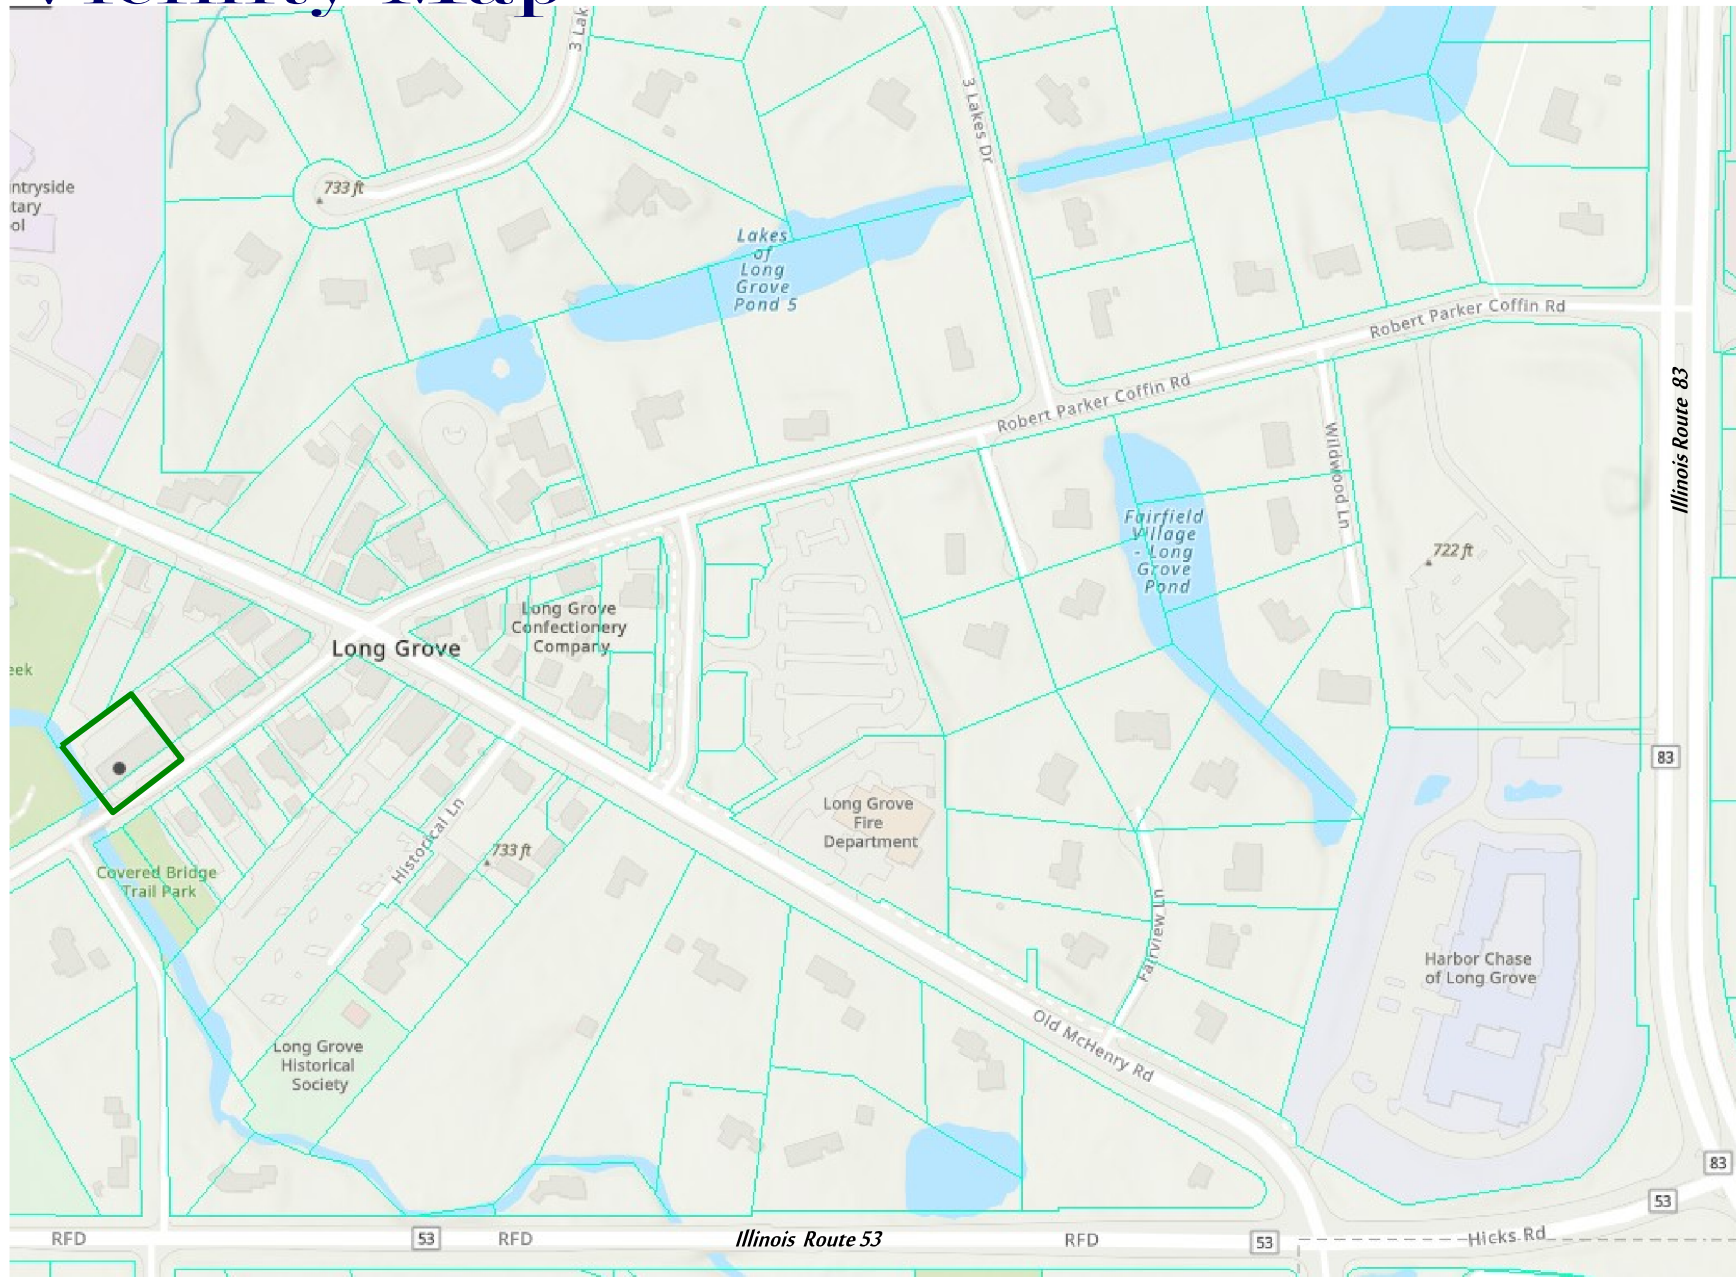 Vicinity Map
3 Lak
3 Lakes Dr
733 ft
ntryside
tary
ol
Lakes
of
Long
Grove
Pond 5
Robert Parker Coffin Rd
Illinois Route 83
Robert Parker Coffin Rd
Wildwood Ln
Fairfield
Village
- Long
Grove
Pond
722 ft
Long Grove
Confectionery
Company
Long Grove
eek
83
Long Grove
Fire
Department
Historical Ln
733 ft
Covered Bridge
Trail Park
Fairview Ln
Harbor Chase
of Long Grove
Old McHenry Rd
Long Grove
Historical
Society
83
53
RFD
53
RFD
Illinois Route 53
RFD
53
Hicks Rd